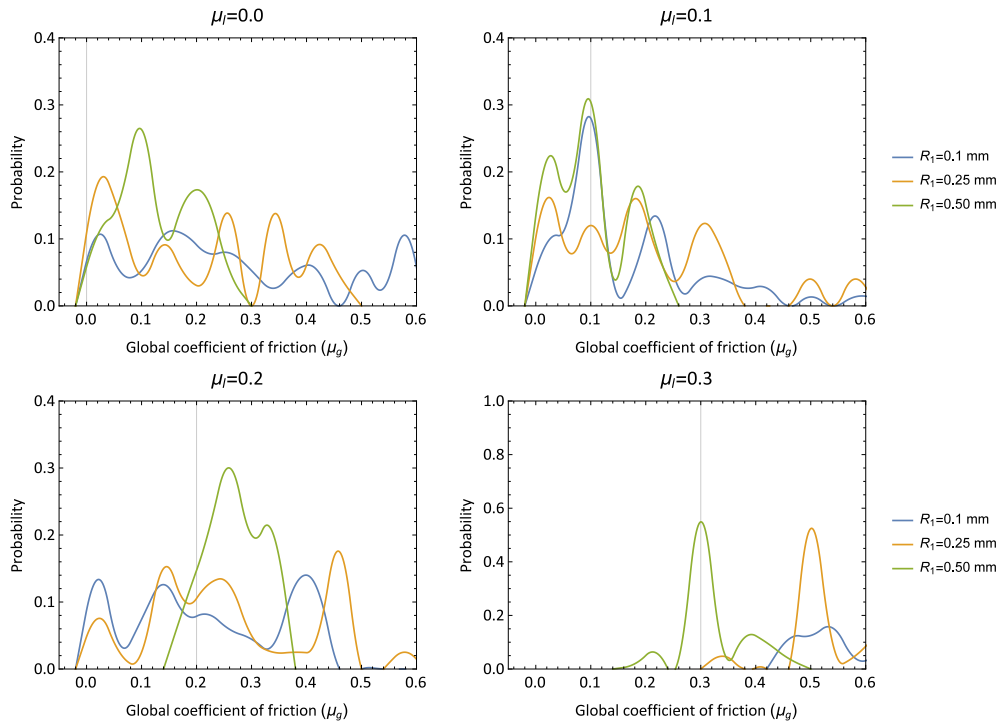 μₗ=0.0
0.4
0.3
0.2
0.1
0.0
Probability
0.0 0.1 0.2 0.3 0.4 0.5 0.6
Global coefficient of friction (μg)
μₗ=0.1
0.4
0.3
0.2
0.1
0.0
Probability
0.0 0.1 0.2 0.3 0.4 0.5 0.6
Global coefficient of friction (μg)
R₁=0.1 mm
R₁=0.25 mm
R₁=0.50 mm
μₗ=0.2
0.4
0.3
0.2
0.1
0.0
Probability
0.0 0.1 0.2 0.3 0.4 0.5 0.6
Global coefficient of friction (μg)
μₗ=0.3
1.0
0.8
0.6
0.4
0.2
0.0
Probability
0.0 0.1 0.2 0.3 0.4 0.5 0.6
Global coefficient of friction (μg)
R₁=0.1 mm
R₁=0.25 mm
R₁=0.50 mm